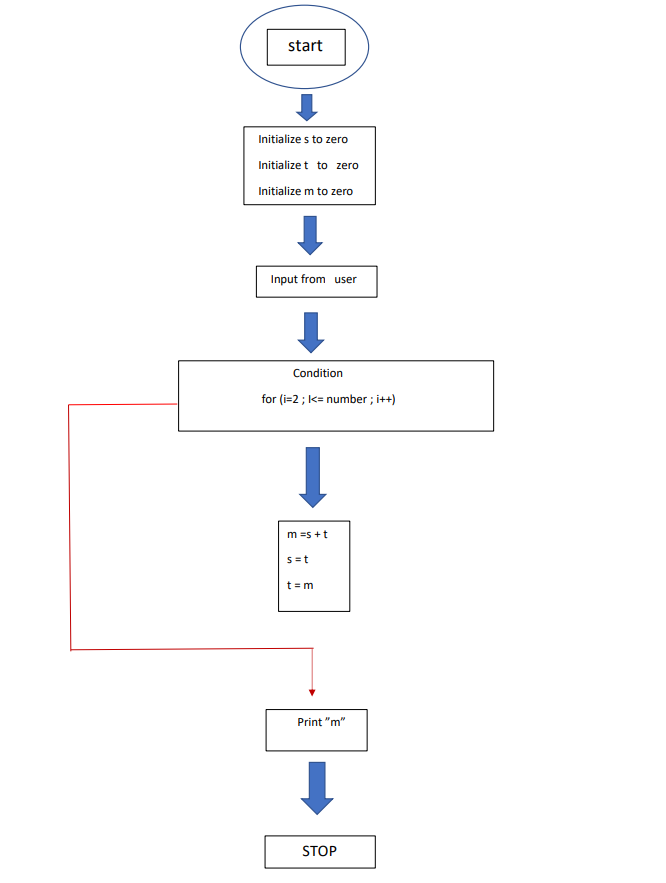 start
Initialize s to zero
Initialize t to zero
Initialize m to zero
Input from user
Condition
for (i=2 ; I<= number ; i++)
m =s + t
s = t
t = m
Print ”m”
STOP